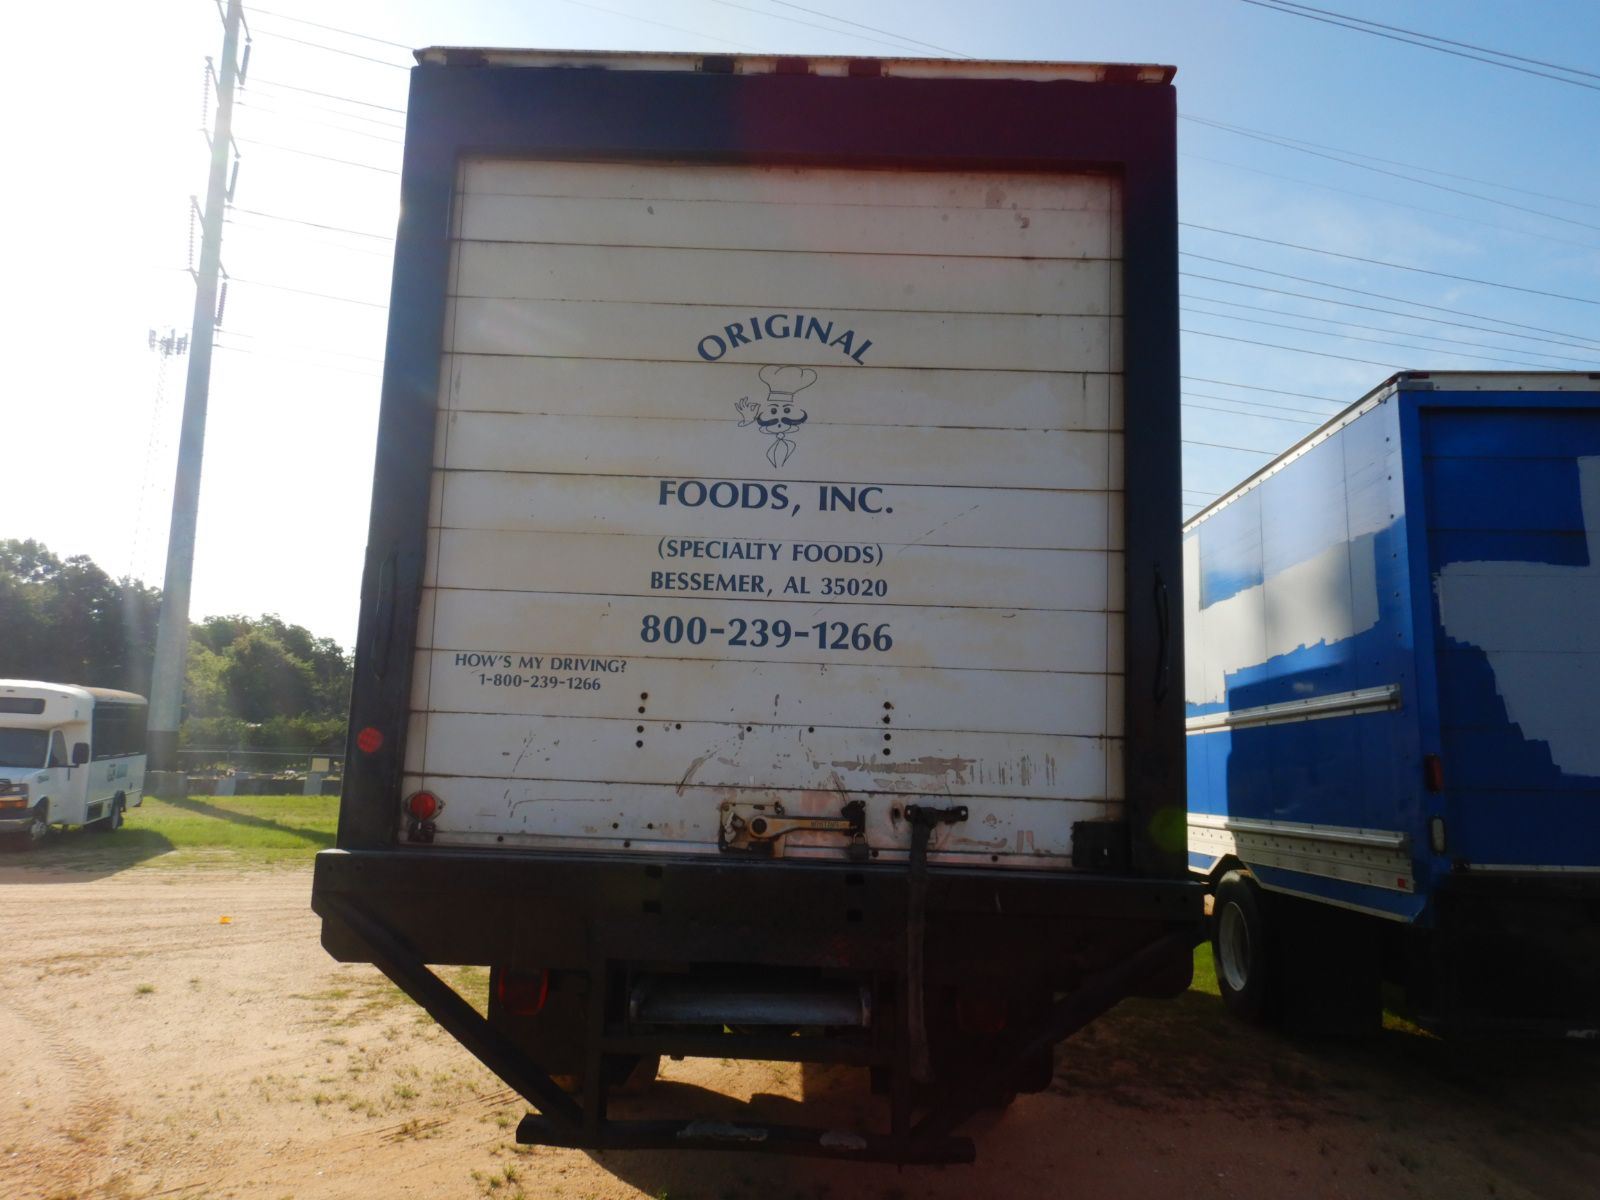 ORIGINAL
FOODS, INC.
(SPECIALTY FOODS)
BESSEMER, AL 35020
800-239-1266
HOW'S MY DRIVING?
1-800-239-1266